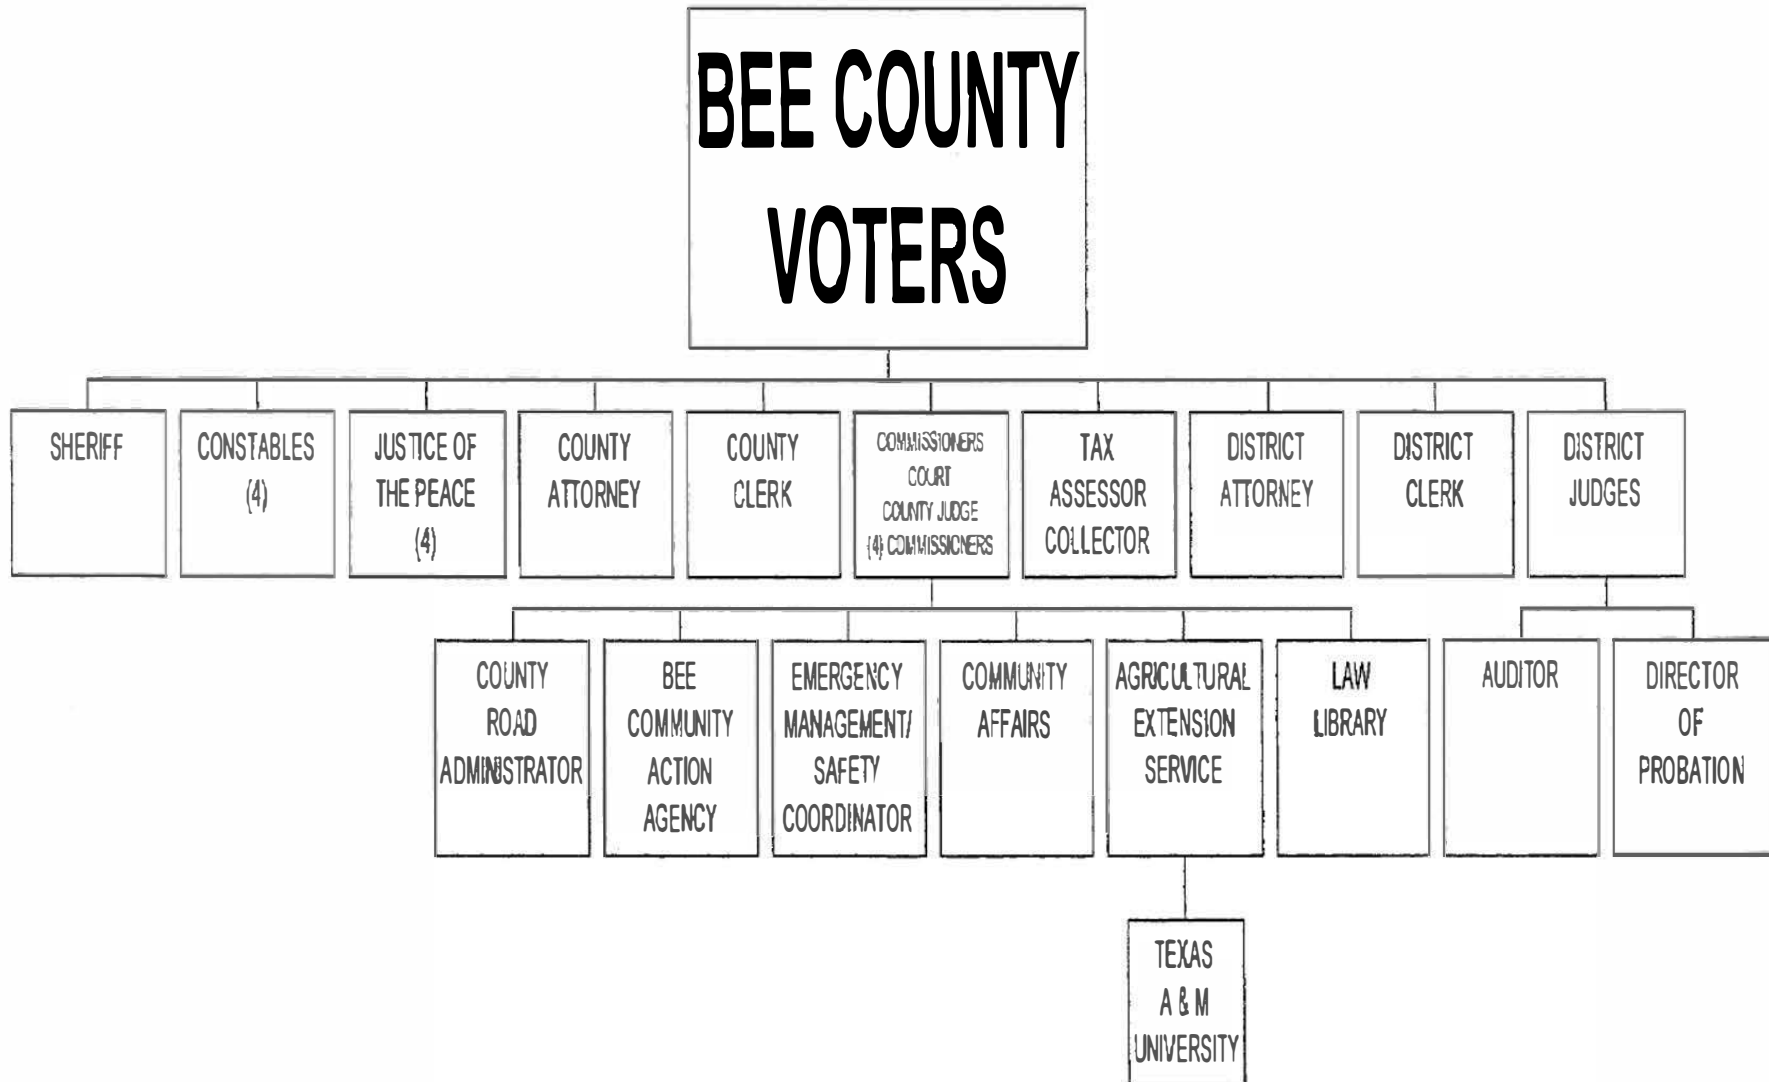 BEE COUNTY
VOTERS
SHERIFF
CONSTABLES
(4)
JUSTICE OF
THE PEACE
(4)
COUNTY
ATTORNEY
COUNTY
CLERK
COMMISSIONERS
COURT
COUNTY JUDGE
(4) COMMISSIONERS
TAX
ASSESSOR
COLLECTOR
DISTRICT
ATTORNEY
DISTRICT
CLERK
DISTRICT
JUDGES
COUNTY
ROAD
ADMINISTRATOR
BEE
COMMUNITY
ACTION
AGENCY
EMERGENCY
MANAGEMENT/
SAFETY
COORDINATOR
COMMUNITY
AFFAIRS
AGRICULTURAL
EXTENSION
SERVICE
LAW
LIBRARY
AUDITOR
DIRECTOR
OF
PROBATION
TEXAS
A & M
UNIVERSITY